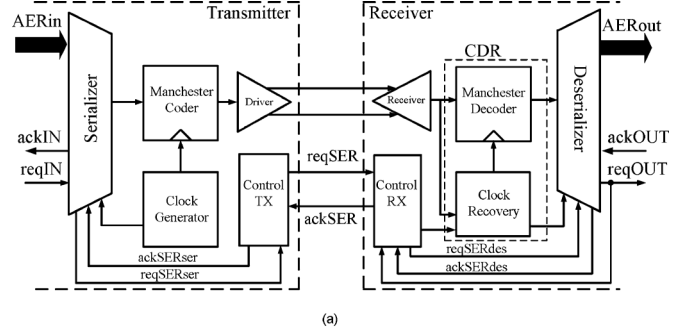 Transmitter
Receiver
AERin
AERout
CDR
Serializer
Manchester
Coder
Driver
Receiver
Manchester
Decoder
Deserializer
ackIN
reqIN
ackOUT
reqOUT
Clock
Generator
Control
TX
reqSER
ackSER
Control
RX
Clock
Recovery
ackSERser
reqSERser
reqSERdes
ackSERdes
(a)